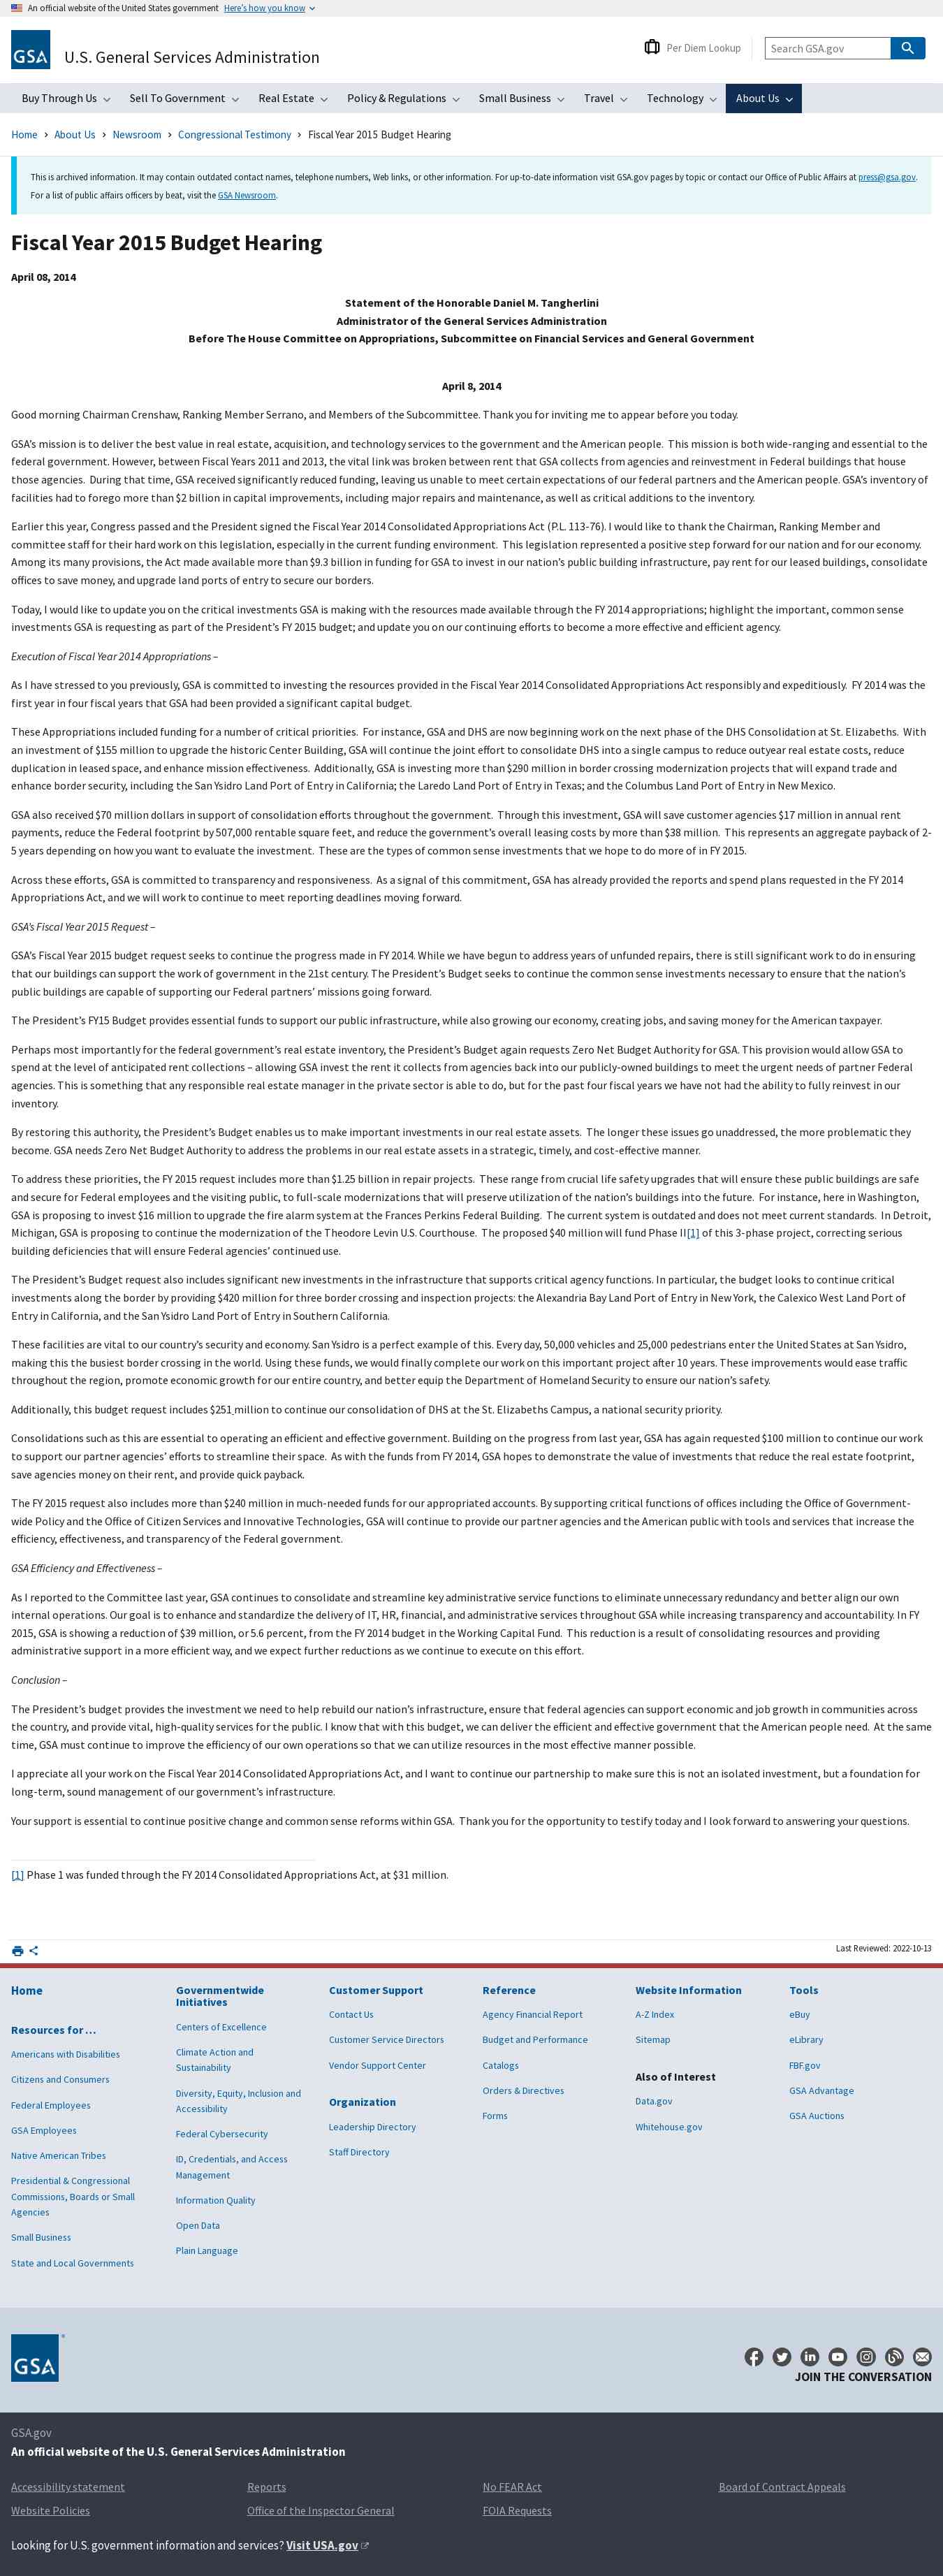 An official website of the United States government Here's how you know
GSA
U.S. General Services Administration
Per Diem Lookup
Search GSA.gov
Buy Through Us
Sell To Government
Real Estate
Policy & Regulations
Small Business
Travel
Technology
About Us
Home > About Us > Newsroom > Congressional Testimony > Fiscal Year 2015 Budget Hearing
This is archived information. It may contain outdated contact names, telephone numbers, Web links, or other information. For up-to-date information visit GSA.gov pages by topic or contact our Office of Public Affairs at press@gsa.gov.
For a list of public affairs officers by beat, visit the GSA Newsroom.
Fiscal Year 2015 Budget Hearing
April 08, 2014
Statement of the Honorable Daniel M. Tangherlini
Administrator of the General Services Administration
Before The House Committee on Appropriations, Subcommittee on Financial Services and General Government
April 8, 2014
Good morning Chairman Crenshaw, Ranking Member Serrano, and Members of the Subcommittee. Thank you for inviting me to appear before you today.
GSA’s mission is to deliver the best value in real estate, acquisition, and technology services to the government and the American people. This mission is both wide-ranging and essential to the
federal government. However, between Fiscal Years 2011 and 2013, the vital link was broken between rent that GSA collects from agencies and reinvestment in Federal buildings that house
those agencies. During that time, GSA received significantly reduced funding, leaving us unable to meet certain expectations of our federal partners and the American people. GSA’s inventory of
facilities had to forego more than $2 billion in capital improvements, including major repairs and maintenance, as well as critical additions to the inventory.
Earlier this year, Congress passed and the President signed the Fiscal Year 2014 Consolidated Appropriations Act (P.L. 113-76). I would like to thank the Chairman, Ranking Member and
committee staff for their hard work on this legislation, especially in the current funding environment. This legislation represented a positive step forward for our nation and for our economy.
Among its many provisions, the Act made available more than $9.3 billion in funding for GSA to invest in our nation’s public building infrastructure, pay rent for our leased buildings, consolidate
offices to save money, and upgrade land ports of entry to secure our borders.
Today, I would like to update you on the critical investments GSA is making with the resources made available through the FY 2014 appropriations; highlight the important, common sense
investments GSA is requesting as part of the President’s FY 2015 budget; and update you on our continuing efforts to become a more effective and efficient agency.
Execution of Fiscal Year 2014 Appropriations –
As I have stressed to you previously, GSA is committed to investing the resources provided in the Fiscal Year 2014 Consolidated Appropriations Act responsibly and expeditiously. FY 2014 was the
first year in four fiscal years that GSA had been provided a significant capital budget.
These Appropriations included funding for a number of critical priorities. For instance, GSA and DHS are now beginning work on the next phase of the DHS Consolidation at St. Elizabeths. With
an investment of $155 million to upgrade the historic Center Building, GSA will continue the joint effort to consolidate DHS into a single campus to reduce outyear real estate costs, reduce
duplication in leased space, and enhance mission effectiveness. Additionally, GSA is investing more than $290 million in border crossing modernization projects that will expand trade and
enhance border security, including the San Ysidro Land Port of Entry in California; the Laredo Land Port of Entry in Texas; and the Columbus Land Port of Entry in New Mexico.
GSA also received $70 million dollars in support of consolidation efforts throughout the government. Through this investment, GSA will save customer agencies $17 million in annual rent
payments, reduce the Federal footprint by 507,000 rentable square feet, and reduce the government’s overall leasing costs by more than $38 million. This represents an aggregate payback of 2-
5 years depending on how you want to evaluate the investment. These are the types of common sense investments that we hope to do more of in FY 2015.
Across these efforts, GSA is committed to transparency and responsiveness. As a signal of this commitment, GSA has already provided the reports and spend plans requested in the FY 2014
Appropriations Act, and we will work to continue to meet reporting deadlines moving forward.
GSA’s Fiscal Year 2015 Request –
GSA’s Fiscal Year 2015 budget request seeks to continue the progress made in FY 2014. While we have begun to address years of unfunded repairs, there is still significant work to do in ensuring
that our buildings can support the work of government in the 21st century. The President’s Budget seeks to continue the common sense investments necessary to ensure that the nation’s
public buildings are capable of supporting our Federal partners’ missions going forward.
The President’s FY15 Budget provides essential funds to support our public infrastructure, while also growing our economy, creating jobs, and saving money for the American taxpayer.
Perhaps most importantly for the federal government’s real estate inventory, the President’s Budget again requests Zero Net Budget Authority for GSA. This provision would allow GSA to
spend at the level of anticipated rent collections – allowing GSA invest the rent it collects from agencies back into our publicly-owned buildings to meet the urgent needs of our partner Federal
agencies. This is something that any responsible real estate manager in the private sector is able to do, but for the past four fiscal years we have not had the ability to fully reinvest in our
inventory.
By restoring this authority, the President’s Budget enables us to make important investments in our real estate assets. The longer these issues go unaddressed, the more problematic they
become. GSA needs Zero Net Budget Authority to address the problems in our real estate assets in a strategic, timely, and cost-effective manner.
To address these priorities, the FY 2015 request includes more than $1.25 billion in repair projects. These range from crucial life safety upgrades that will ensure these public buildings are safe
and secure for Federal employees and the visiting public, to full-scale modernizations that will preserve utilization of the nation’s buildings into the future. For instance, here in Washington,
GSA is proposing to invest $16 million to upgrade the fire alarm system at the Frances Perkins Federal Building. The current system is outdated and does not meet current standards. In Detroit,
Michigan, GSA is proposing to continue the modernization of the Theodore Levin U.S. Courthouse. The proposed $40 million will fund Phase II[1] of this 3-phase project, correcting serious
building deficiencies that will ensure Federal agencies’ continued use.
The President’s Budget request also includes significant new investments in the infrastructure that supports critical agency functions. In particular, the budget looks to continue critical
investments along the border by providing $420 million for three border crossing and inspection projects: the Alexandria Bay Land Port of Entry in New York, the Calexico West Land Port of
Entry in California, and the San Ysidro Land Port of Entry in Southern California.
These facilities are vital to our country’s security and economy. San Ysidro is a perfect example of this. Every day, 50,000 vehicles and 25,000 pedestrians enter the United States at San Ysidro,
making this the busiest border crossing in the world. Using these funds, we would finally complete our work on this important project after 10 years. These improvements would ease traffic
throughout the region, promote economic growth for our entire country, and better equip the Department of Homeland Security to ensure our nation’s safety.
Additionally, this budget request includes $251 million to continue our consolidation of DHS at the St. Elizabeths Campus, a national security priority.
Consolidations such as this are essential to operating an efficient and effective government. Building on the progress from last year, GSA has again requested $100 million to continue our work
to support our partner agencies’ efforts to streamline their space. As with the funds from FY 2014, GSA hopes to demonstrate the value of investments that reduce the real estate footprint,
save agencies money on their rent, and provide quick payback.
The FY 2015 request also includes more than $240 million in much-needed funds for our appropriated accounts. By supporting critical functions of offices including the Office of Government-
wide Policy and the Office of Citizen Services and Innovative Technologies, GSA will continue to provide our partner agencies and the American public with tools and services that increase the
efficiency, effectiveness, and transparency of the Federal government.
GSA Efficiency and Effectiveness –
As I reported to the Committee last year, GSA continues to consolidate and streamline key administrative service functions to eliminate unnecessary redundancy and better align our own
internal operations. Our goal is to enhance and standardize the delivery of IT, HR, financial, and administrative services throughout GSA while increasing transparency and accountability. In FY
2015, GSA is showing a reduction of $39 million, or 5.6 percent, from the FY 2014 budget in the Working Capital Fund. This reduction is a result of consolidating resources and providing
administrative support in a more efficient way, and we expect further reductions as we continue to execute on this effort.
Conclusion –
The President’s budget provides the investment we need to help rebuild our nation’s infrastructure, ensure that federal agencies can support economic and job growth in communities across
the country, and provide vital, high-quality services for the public. I know that with this budget, we can deliver the efficient and effective government that the American people need. At the same
time, GSA must continue to improve the efficiency of our own operations so that we can utilize resources in the most effective manner possible.
I appreciate all your work on the Fiscal Year 2014 Consolidated Appropriations Act, and I want to continue our partnership to make sure this is not an isolated investment, but a foundation for
long-term, sound management of our government’s infrastructure.
Your support is essential to continue positive change and common sense reforms within GSA. Thank you for the opportunity to testify today and I look forward to answering your questions.
[1] Phase 1 was funded through the FY 2014 Consolidated Appropriations Act, at $31 million.
Last Reviewed: 2022-10-13
Home
Resources for …
Americans with Disabilities
Citizens and Consumers
Federal Employees
GSA Employees
Native American Tribes
Presidential & Congressional
Commissions, Boards or Small
Agencies
Small Business
State and Local Governments
Governmentwide
Initiatives
Centers of Excellence
Climate Action and
Sustainability
Diversity, Equity, Inclusion and
Accessibility
Federal Cybersecurity
ID, Credentials, and Access
Management
Information Quality
Open Data
Plain Language
Customer Support
Contact Us
Customer Service Directors
Vendor Support Center
Organization
Leadership Directory
Staff Directory
Reference
Agency Financial Report
Budget and Performance
Catalogs
Orders & Directives
Forms
Website Information
A-Z Index
Sitemap
Also of Interest
Data.gov
Whitehouse.gov
Tools
eBuy
eLibrary
FBF.gov
GSA Advantage
GSA Auctions
GSA
JOIN THE CONVERSATION
GSA.gov
An official website of the U.S. General Services Administration
Accessibility statement
Reports
No FEAR Act
Board of Contract Appeals
Website Policies
Office of the Inspector General
FOIA Requests
Looking for U.S. government information and services? Visit USA.gov